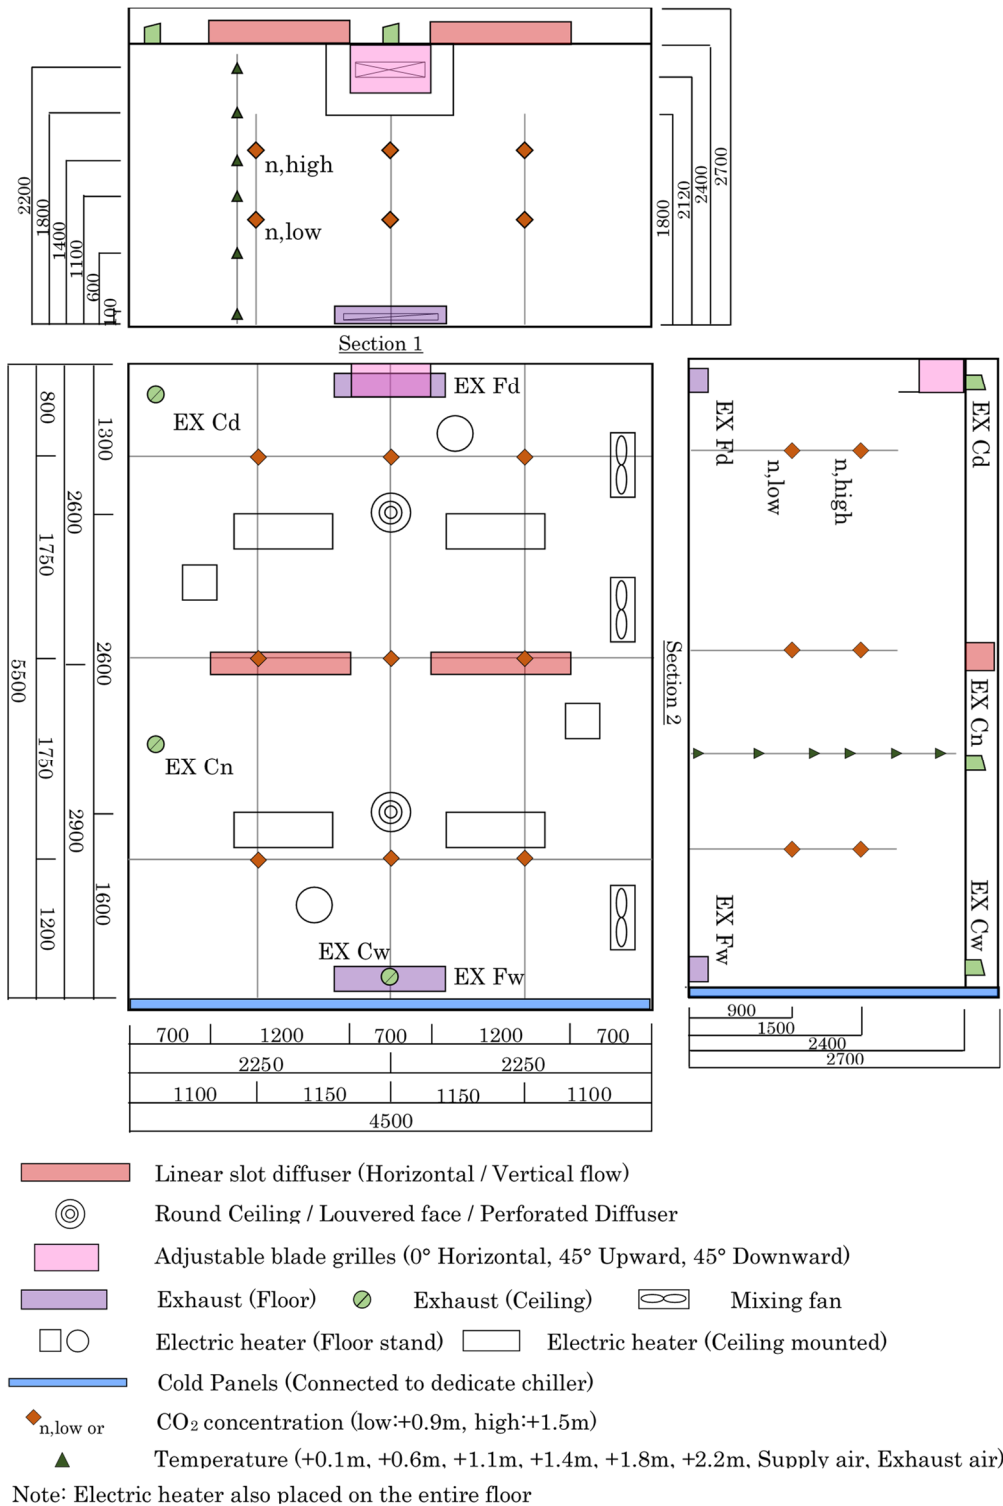 2200
1800
1400
1100
600
100
n,high
n,low
1800
2120
2400
2700
Section 1
EX Fd
EX Cd
EX Cn
EX Cw
EX Fw
800
1300
2600
1750
2600
5500
1750
2900
1600
1200
EX Fd
n,low
n,high
EX Cd
Section 2
EX Cn
EX Fw
EX Cw
900
1500
2400
2700
700 1200 700 1200 700
2250 2250
1100 1150 1150 1100
4500
Linear slot diffuser (Horizontal / Vertical flow)
Round Ceiling / Louvered face / Perforated Diffuser
Adjustable blade grilles (0° Horizontal, 45° Upward, 45° Downward)
Exhaust (Floor) Exhaust (Ceiling) Mixing fan
Electric heater (Floor stand) Electric heater (Ceiling mounted)
Cold Panels (Connected to dedicate chiller)
n,low or CO₂ concentration (low:+0.9m, high:+1.5m)
Temperature (+0.1m, +0.6m, +1.1m, +1.4m, +1.8m, +2.2m, Supply air, Exhaust air)
Note: Electric heater also placed on the entire floor